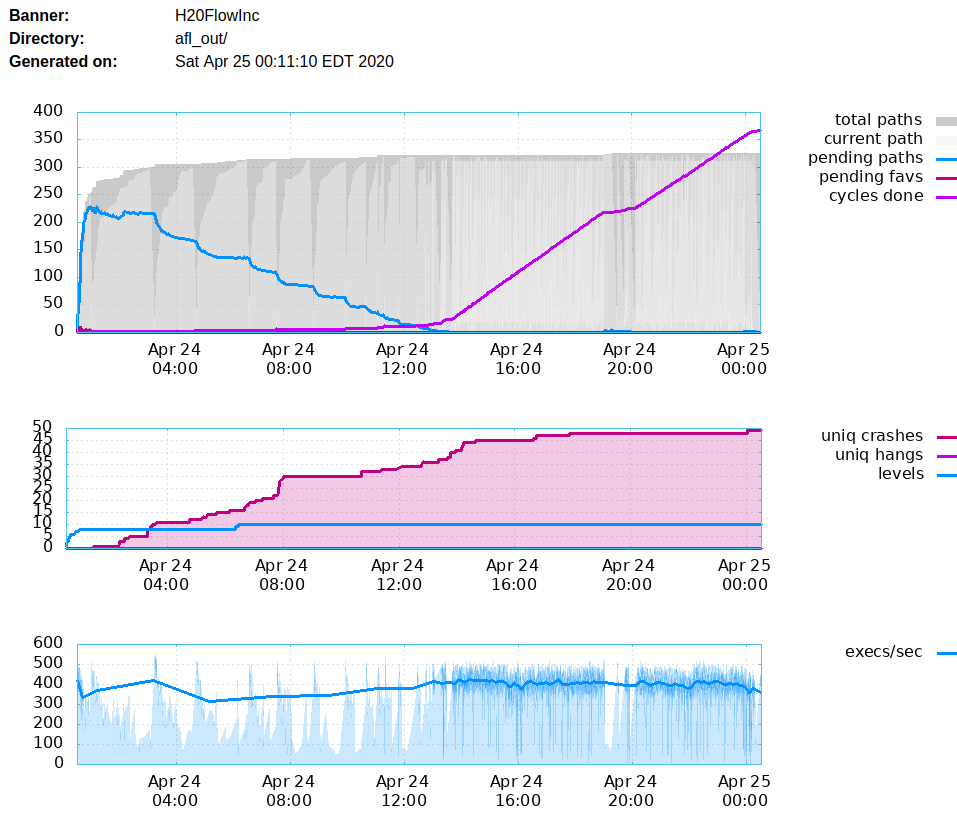 Banner: H20FlowInc
Directory: afl_out/
Generated on: Sat Apr 25 00:11:10 EDT 2020
400
350
300
250
200
150
100
50
0
Apr 24 04:00
Apr 24 08:00
Apr 24 12:00
Apr 24 16:00
Apr 24 20:00
Apr 25 00:00
total paths
current path
pending paths
pending favs
cycles done
50
45
40
35
30
25
20
15
10
5
0
Apr 24 04:00
Apr 24 08:00
Apr 24 12:00
Apr 24 16:00
Apr 24 20:00
Apr 25 00:00
uniq crashes
uniq hangs
levels
600
500
400
300
200
100
0
Apr 24 04:00
Apr 24 08:00
Apr 24 12:00
Apr 24 16:00
Apr 24 20:00
Apr 25 00:00
execs/sec